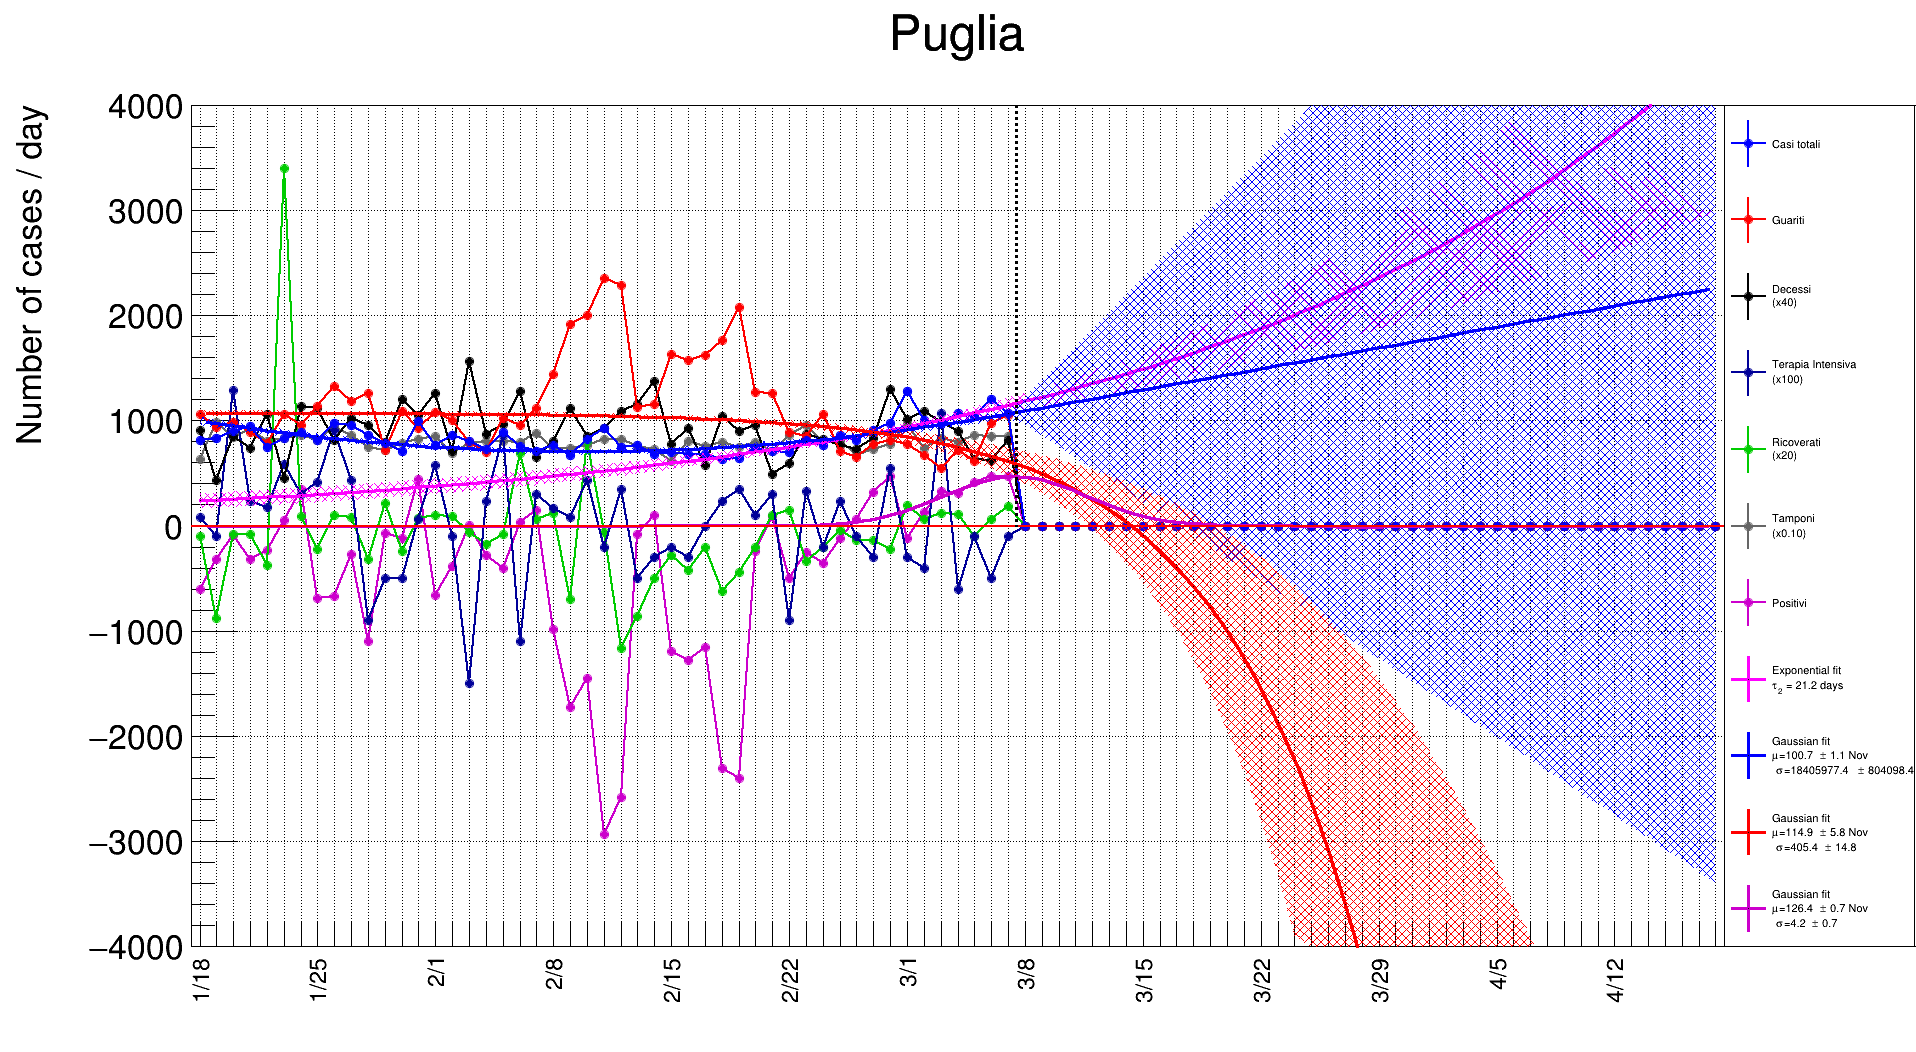 Puglia
Number of cases / day
4000
3000
2000
1000
0
−1000
−2000
−3000
−4000
1/18
1/25
2/1
2/8
2/15
2/22
3/1
3/8
3/15
3/22
3/29
4/5
4/12
Casi totali
Guariti
Decessi
(x40)
Terapia Intensiva
(x100)
Ricoverati
(x20)
Tamponi
(x0.10)
Positivi
Exponential fit
τ2 = 21.2 days
Gaussian fit
μ=100.7 ± 1.1 Nov
σ=18405977.4 ± 804098.4
Gaussian fit
μ=114.9 ± 5.8 Nov
σ=405.4 ± 14.8
Gaussian fit
μ=126.4 ± 0.7 Nov
σ=4.2 ± 0.7